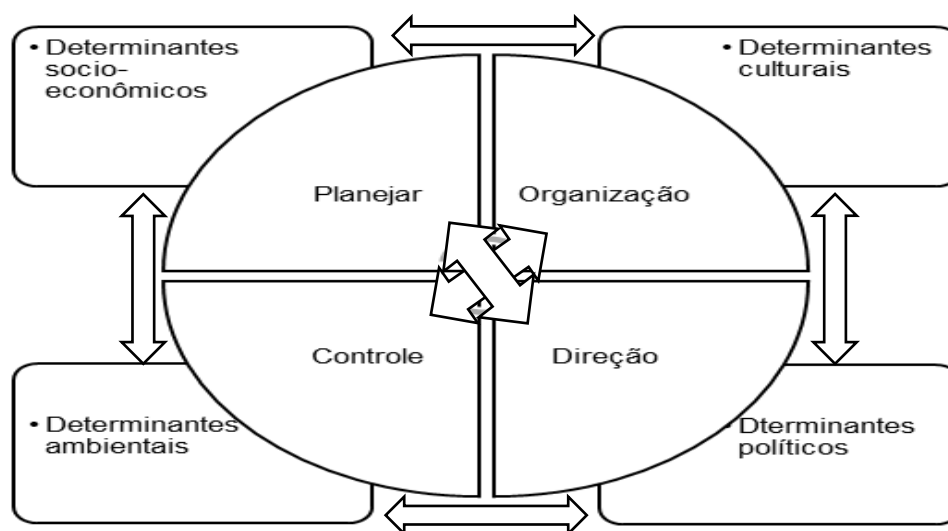 • Determinantes
socio-
econômicos
• Determinantes
culturais
Planejar
Organização
Controle
Direção
• Determinantes
ambientais
• Dterminantes
políticos